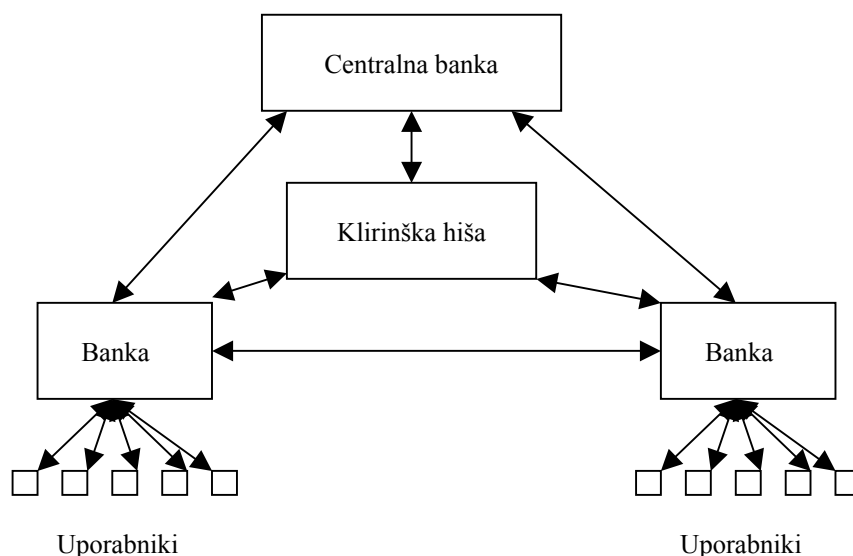 Centralna banka
Klirinška hiša
Banka
Banka
Uporabniki
Uporabniki